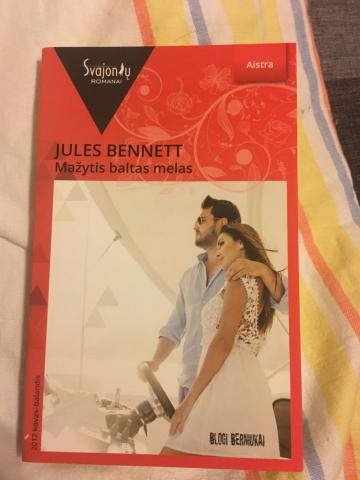 Svajonių
ROMANAI
Aistra
JULES BENNETT
Mažytis baltas melas
BLOGI BERNIUKAI
2017 kovas-balandis